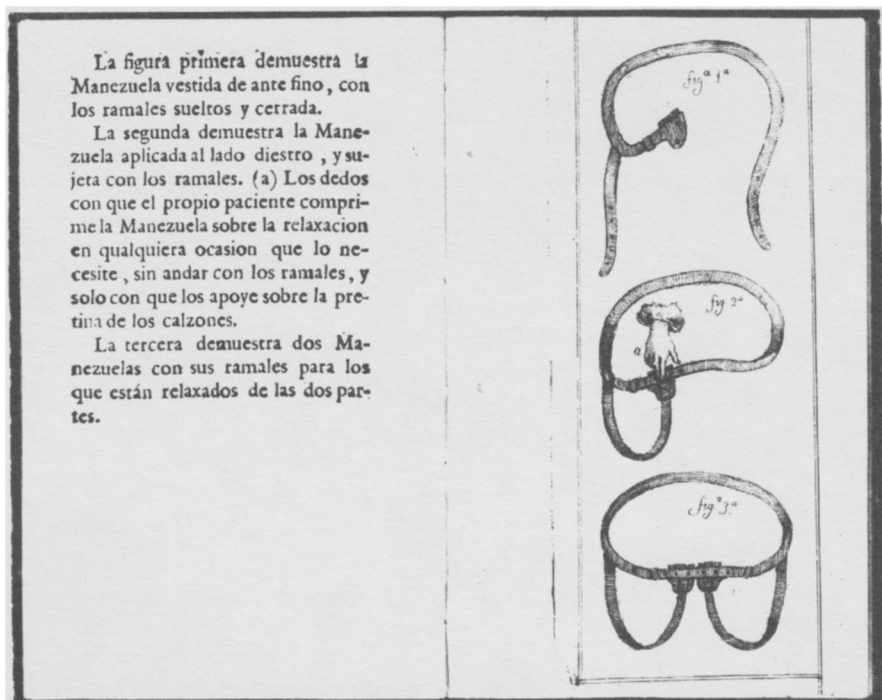 La figura primera demuestra la
Manezuela vestida de ante fino, con
los ramales sueltos y cerrada.
La segunda demuestra la Mane-
zuela aplicada al lado diestro, y su-
jeta con los ramales. (a) Los dedos
con que el propio paciente compri-
me la Manezuela sobre la relaxacion
en qualquiera ocasion que lo ne-
cesite, sin andar con los ramales, y
solo con que los apoye sobre la pre-
tina de los calzones.
La tercera demuestra dos Ma-
nezuelas con sus ramales para los
que están relaxados de las dos par-
tes.
fig.ª 1.ª
fig 2.ª
a
fig.ª 3.ª